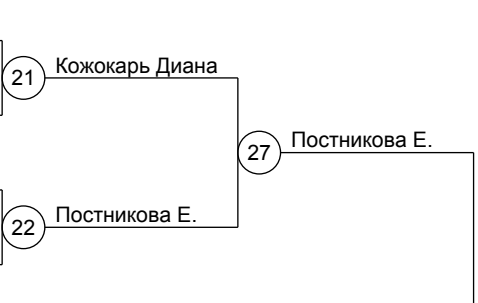 Кожокарь Диана
21
Постникова Е.
27
Постникова Е.
22